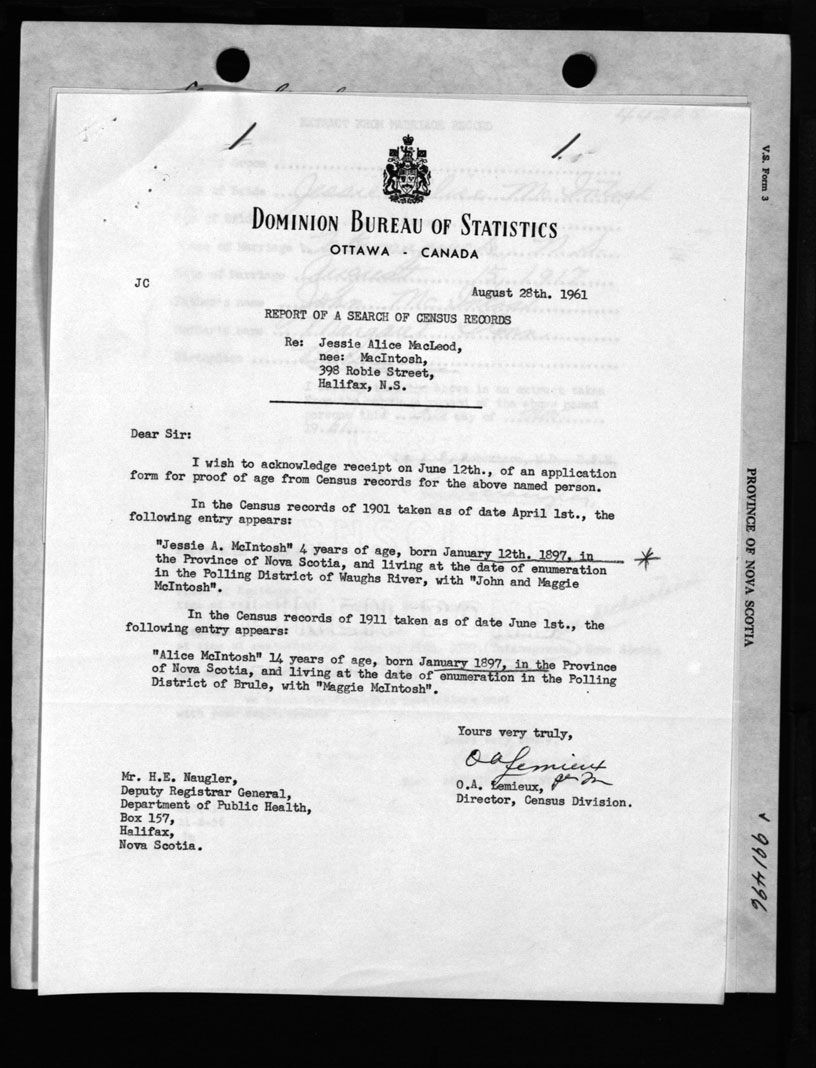 1
1.
DOMINION BUREAU OF STATISTICS
OTTAWA - CANADA
JC
August 28th. 1961
REPORT OF A SEARCH OF CENSUS RECORDS
Re: Jessie Alice MacLeod,
nee: MacIntosh,
398 Robie Street,
Halifax, N.S.
Dear Sir:
I wish to acknowledge receipt on June 12th., of an application
form for proof of age from Census records for the above named person.
In the Census records of 1901 taken as of date April 1st., the
following entry appears:
"Jessie A. McIntosh" 4 years of age, born January 12th. 1897, in
the Province of Nova Scotia, and living at the date of enumeration
in the Polling District of Waughs River, with "John and Maggie
McIntosh".
In the Census records of 1911 taken as of date June 1st., the
following entry appears:
"Alice McIntosh" 14 years of age, born January 1897, in the Province
of Nova Scotia, and living at the date of enumeration in the Polling
District of Brule, with "Maggie McIntosh".
Yours very truly,
O A Lemieux
O.A. Lemieux,
Director, Census Division.
Mr. H.E. Naugler,
Deputy Registrar General,
Department of Public Health,
Box 157,
Halifax,
Nova Scotia.
V.S. Form 3
PROVINCE OF NOVA SCOTIA
991496
EXTRACT FROM MARRIAGE RECORD